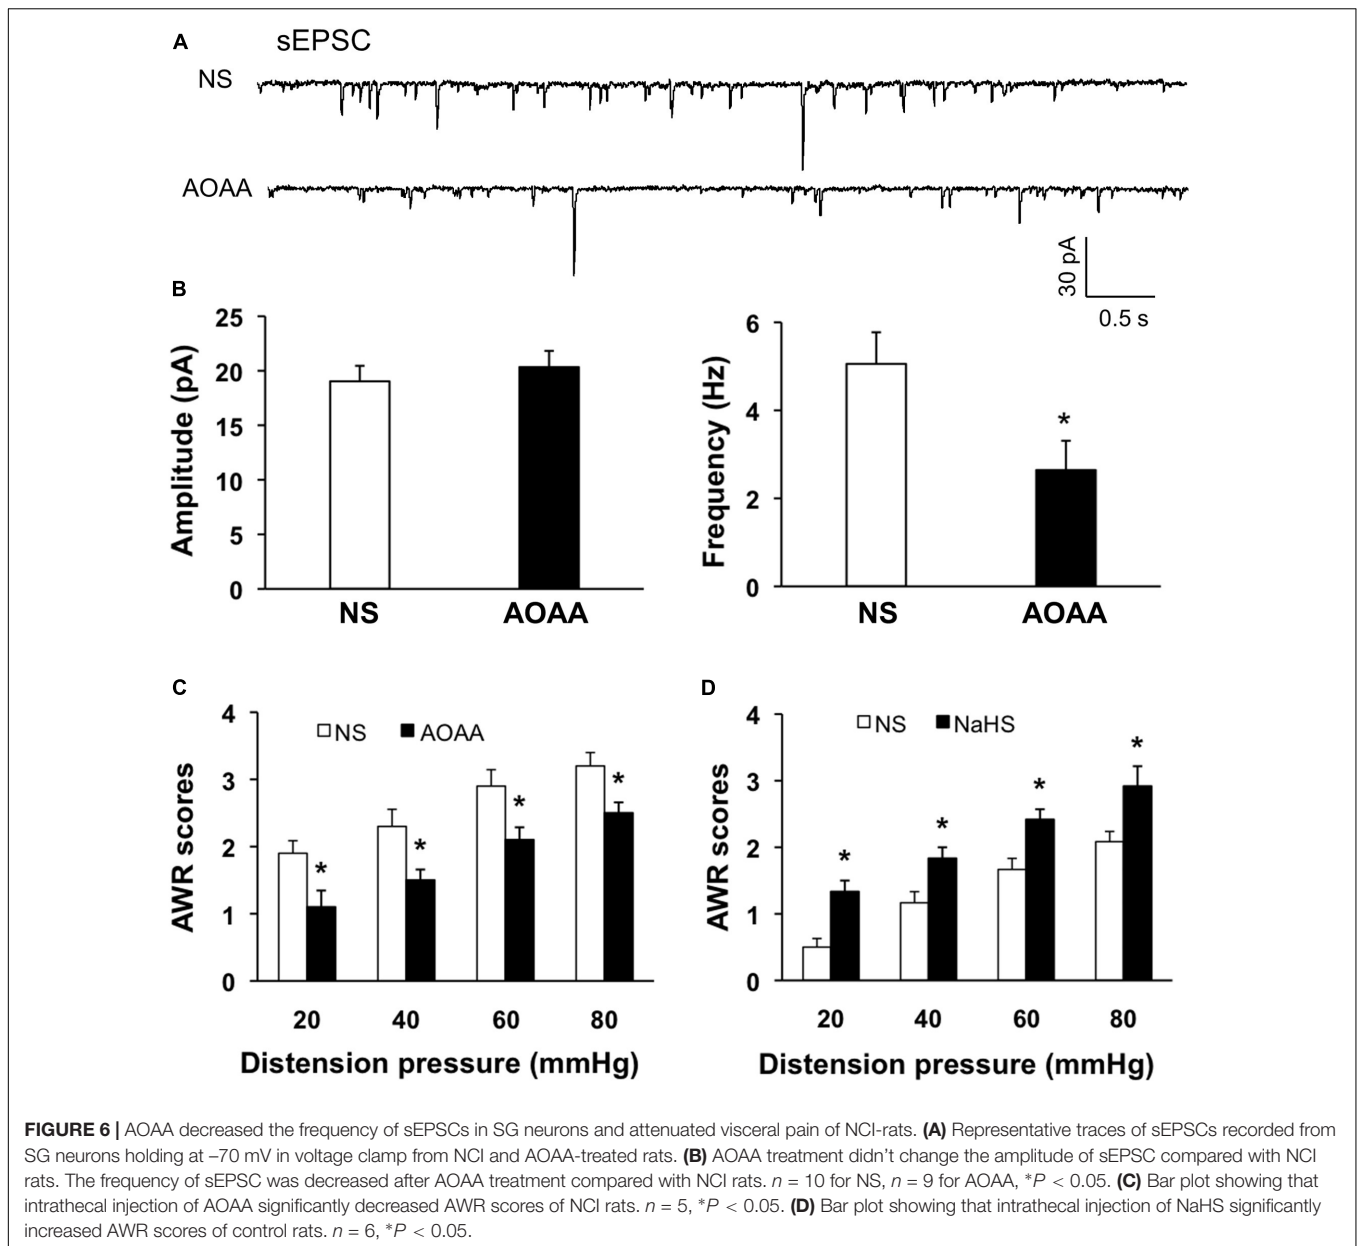 A
sEPSC
NS
AOAA
30 pA
0.5 s
B
25
20
15
10
5
0
Amplitude (pA)
NS
AOAA
6
4
2
0
Frequency (Hz)
*
NS
AOAA
C
4
3
2
1
0
AWR scores
NS
AOAA
*
*
*
*
20
40
60
80
Distension pressure (mmHg)
D
4
3
2
1
0
AWR scores
NS
NaHS
*
*
*
*
20
40
60
80
Distension pressure (mmHg)
FIGURE 6 | AOAA decreased the frequency of sEPSCs in SG neurons and attenuated visceral pain of NCI-rats. (A) Representative traces of sEPSCs recorded from
SG neurons holding at –70 mV in voltage clamp from NCI and AOAA-treated rats. (B) AOAA treatment didn't change the amplitude of sEPSC compared with NCI
rats. The frequency of sEPSC was decreased after AOAA treatment compared with NCI rats. n = 10 for NS, n = 9 for AOAA, *P < 0.05. (C) Bar plot showing that
intrathecal injection of AOAA significantly decreased AWR scores of NCI rats. n = 5, *P < 0.05. (D) Bar plot showing that intrathecal injection of NaHS significantly
increased AWR scores of control rats. n = 6, *P < 0.05.